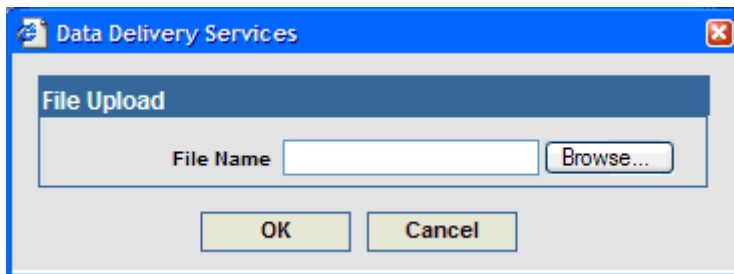 Data Delivery Services
File Upload
File Name Browse...
OK Cancel